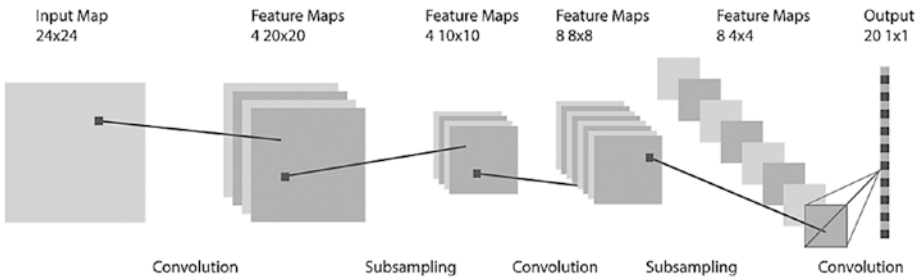 Input Map
24x24
Feature Maps
4 20x20
Feature Maps
4 10x10
Feature Maps
8 8x8
Feature Maps
8 4x4
Output
20 1x1
Convolution
Subsampling
Convolution
Subsampling
Convolution